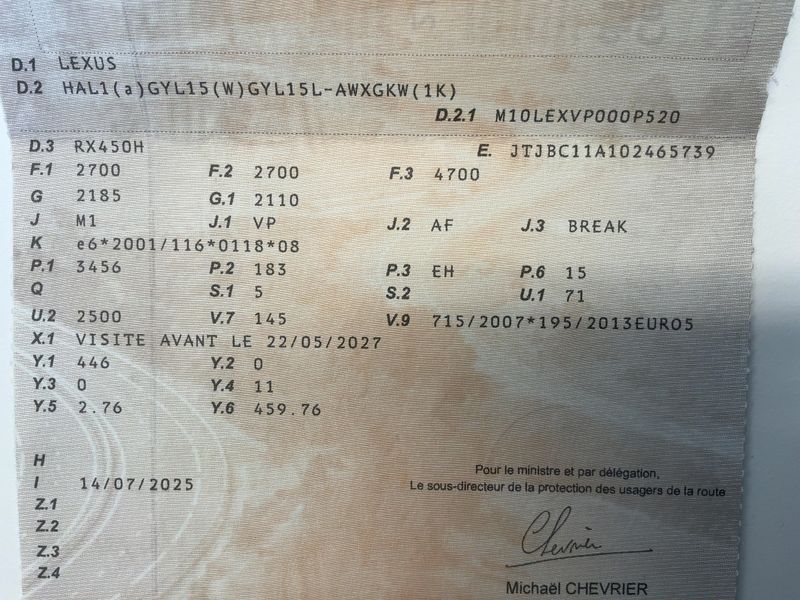 D.1 LEXUS
D.2 HAL1(a)GYL15(W)GYL15L-AWXGKW(1K)
D.2.1 M10LEXVP000P520
D.3 RX450H E. JTJBC11A102465739
F.1 2700 F.2 2700 F.3 4700
G 2185 G.1 2110
J M1 J.1 VP J.2 AF J.3 BREAK
K e6*2001/116*0118*08
P.1 3456 P.2 183 P.3 EH P.6 15
Q S.1 5 S.2 U.1 71
U.2 2500 V.7 145 V.9 715/2007*195/2013EURO5
X.1 VISITE AVANT LE 22/05/2027
Y.1 446 Y.2 0
Y.3 0 Y.4 11
Y.5 2.76 Y.6 459.76
H
I 14/07/2025
Z.1
Z.2
Z.3
Z.4
Pour le ministre et par délégation,
Le sous-directeur de la protection des usagers de la route
Chevrier
Michaël CHEVRIER